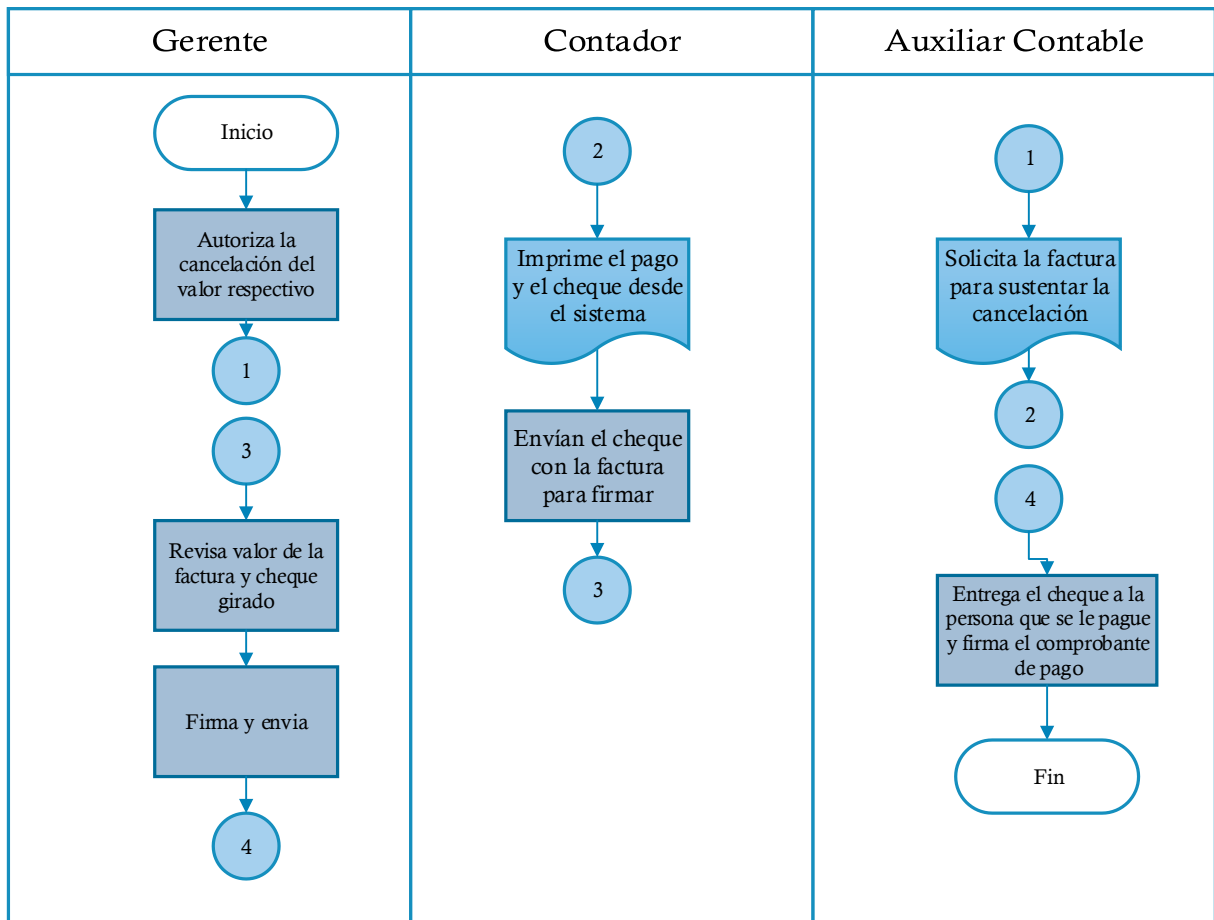 Gerente
Contador
Auxiliar Contable
Inicio
Autoriza la
cancelación del
valor respectivo
1
3
Revisa valor de la
factura y cheque
girado
Firma y envia
4
2
Imprime el pago
y el cheque desde
el sistema
Envían el cheque
con la factura
para firmar
3
1
Solicita la factura
para sustentar la
cancelación
2
4
Entrega el cheque a la
persona que se le pague
y firma el comprobante
de pago
Fin